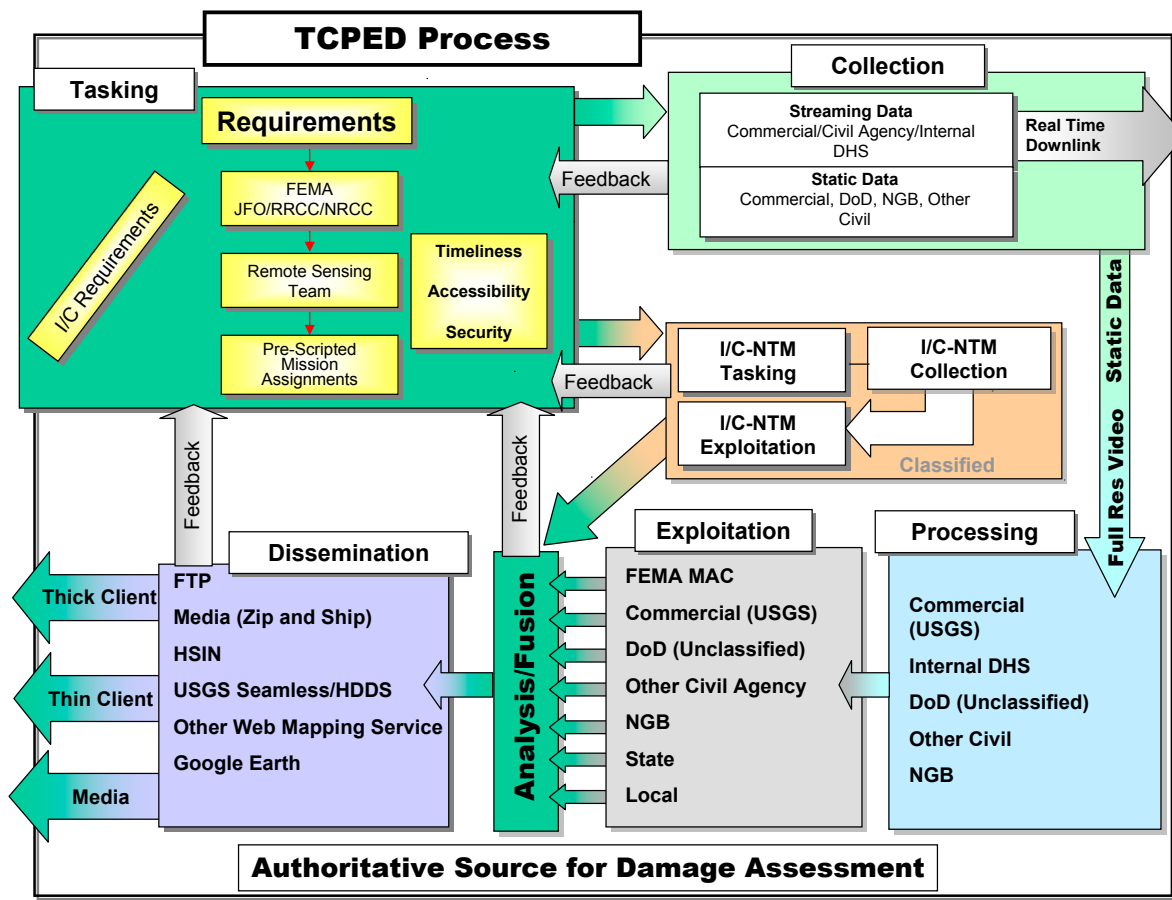 TCPED Process
Tasking
Requirements
FEMA
JFO/RRCC/NRCC
Remote Sensing
Team
Pre-Scripted
Mission
Assignments
I/C Requirements
Timeliness
Accessibility
Security
Collection
Streaming Data
Commercial/Civil Agency/Internal
DHS
Static Data
Commercial, DoD, NGB, Other
Civil
Real Time
Downlink
Feedback
Feedback
I/C-NTM
Tasking
I/C-NTM
Collection
I/C-NTM
Exploitation
Classified
Full Res Video Static Data
Feedback
Feedback
Dissemination
FTP
Media (Zip and Ship)
HSIN
USGS Seamless/HDDS
Other Web Mapping Service
Google Earth
Thick Client
Thin Client
Media
Analysis/Fusion
Exploitation
FEMA MAC
Commercial (USGS)
DoD (Unclassified)
Other Civil Agency
NGB
State
Local
Processing
Commercial
(USGS)
Internal DHS
DoD (Unclassified)
Other Civil
NGB
Authoritative Source for Damage Assessment